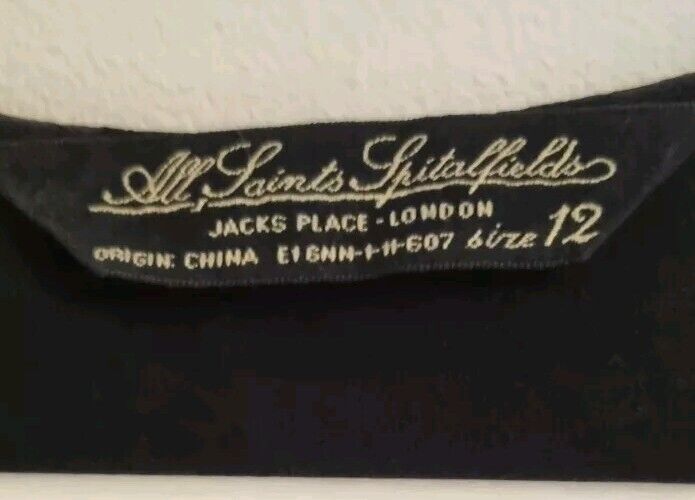 All Saints Spitalfields
JACKS PLACE - LONDON
ORIGIN: CHINA E1 6NN-1-11-607 size 12